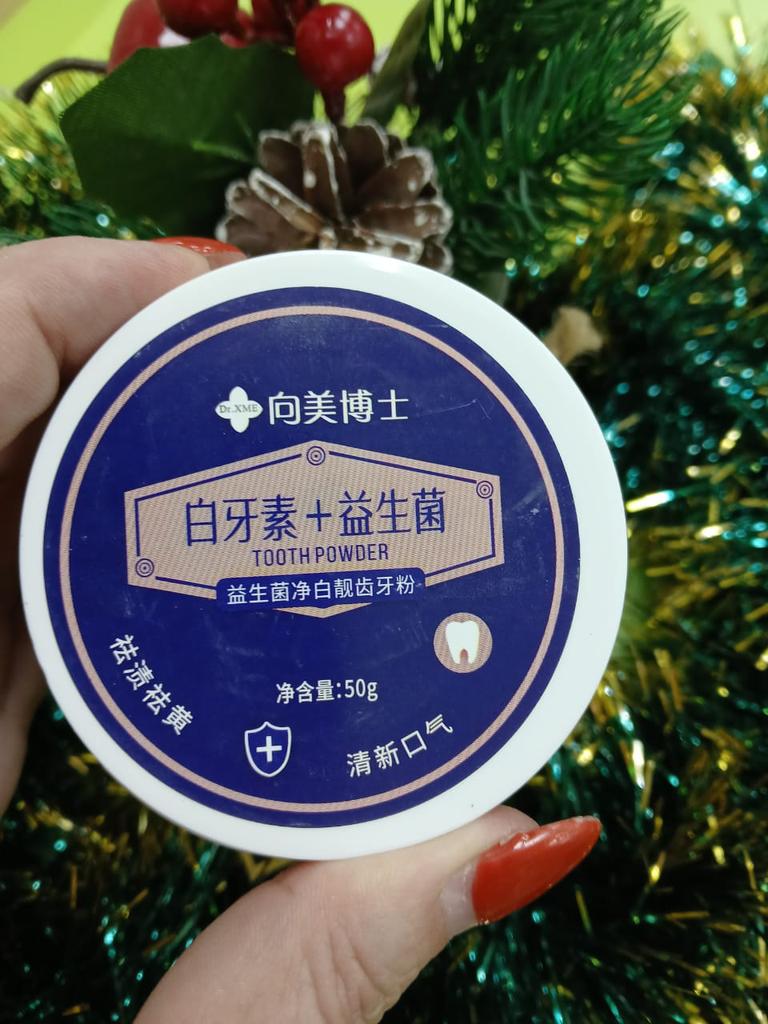 Dr.XME 向美博士
白牙素+益生菌
TOOTH POWDER
益生菌净白靓齿牙粉
祛渍祛黄
净含量:50g
清新口气